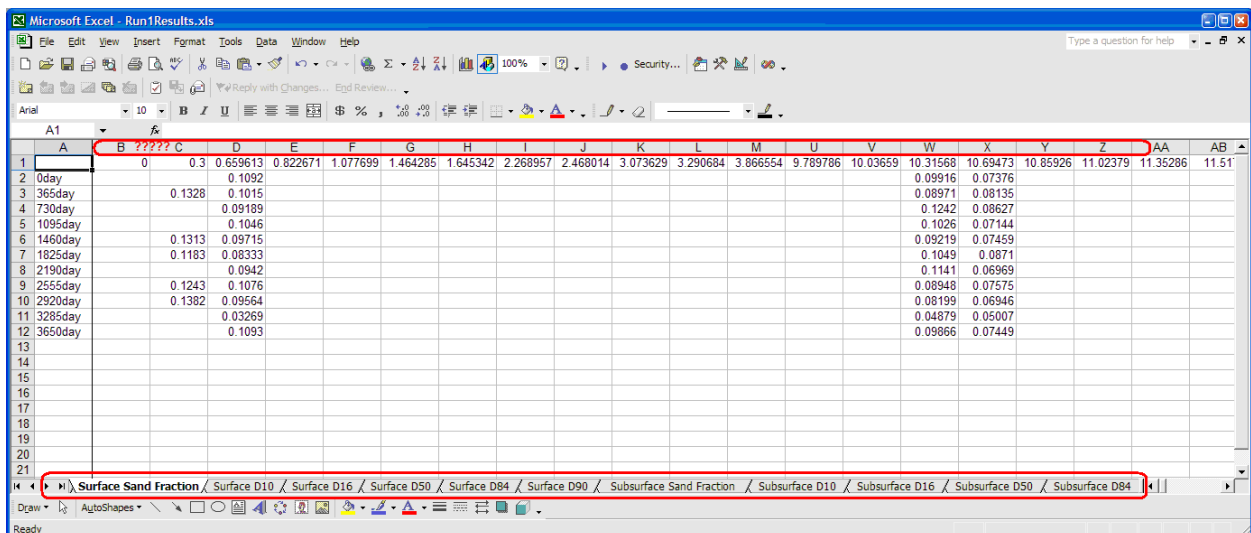 Microsoft Excel - Run1Results.xls
File Edit View Insert Format Tools Data Window Help Type a question for help
100% Security...
Reply with Changes... End Review...
Arial 10 B I U $ % ,
A1 fx
A B ????? C D E F G H I J K L M U V W X Y Z AA AB
1 0 0.3 0.659613 0.822671 1.077699 1.464285 1.645342 2.268957 2.468014 3.073629 3.290684 3.866554 9.789786 10.03659 10.31568 10.69473 10.85926 11.02379 11.35286 11.51
2 0day 0.1092 0.09916 0.07376
3 365day 0.1328 0.1015 0.08971 0.08135
4 730day 0.09189 0.1242 0.08627
5 1095day 0.1046 0.1026 0.07144
6 1460day 0.1313 0.09715 0.09219 0.07459
7 1825day 0.1183 0.08333 0.1049 0.0871
8 2190day 0.0942 0.1141 0.06969
9 2555day 0.1243 0.1076 0.08948 0.07575
10 2920day 0.1382 0.09564 0.08199 0.06946
11 3285day 0.03269 0.04879 0.05007
12 3650day 0.1093 0.09866 0.07449
13
14
15
16
17
18
19
20
21
Surface Sand Fraction Surface D10 Surface D16 Surface D50 Surface D84 Surface D90 Subsurface Sand Fraction Subsurface D10 Subsurface D16 Subsurface D50 Subsurface D84
Draw AutoShapes
Ready